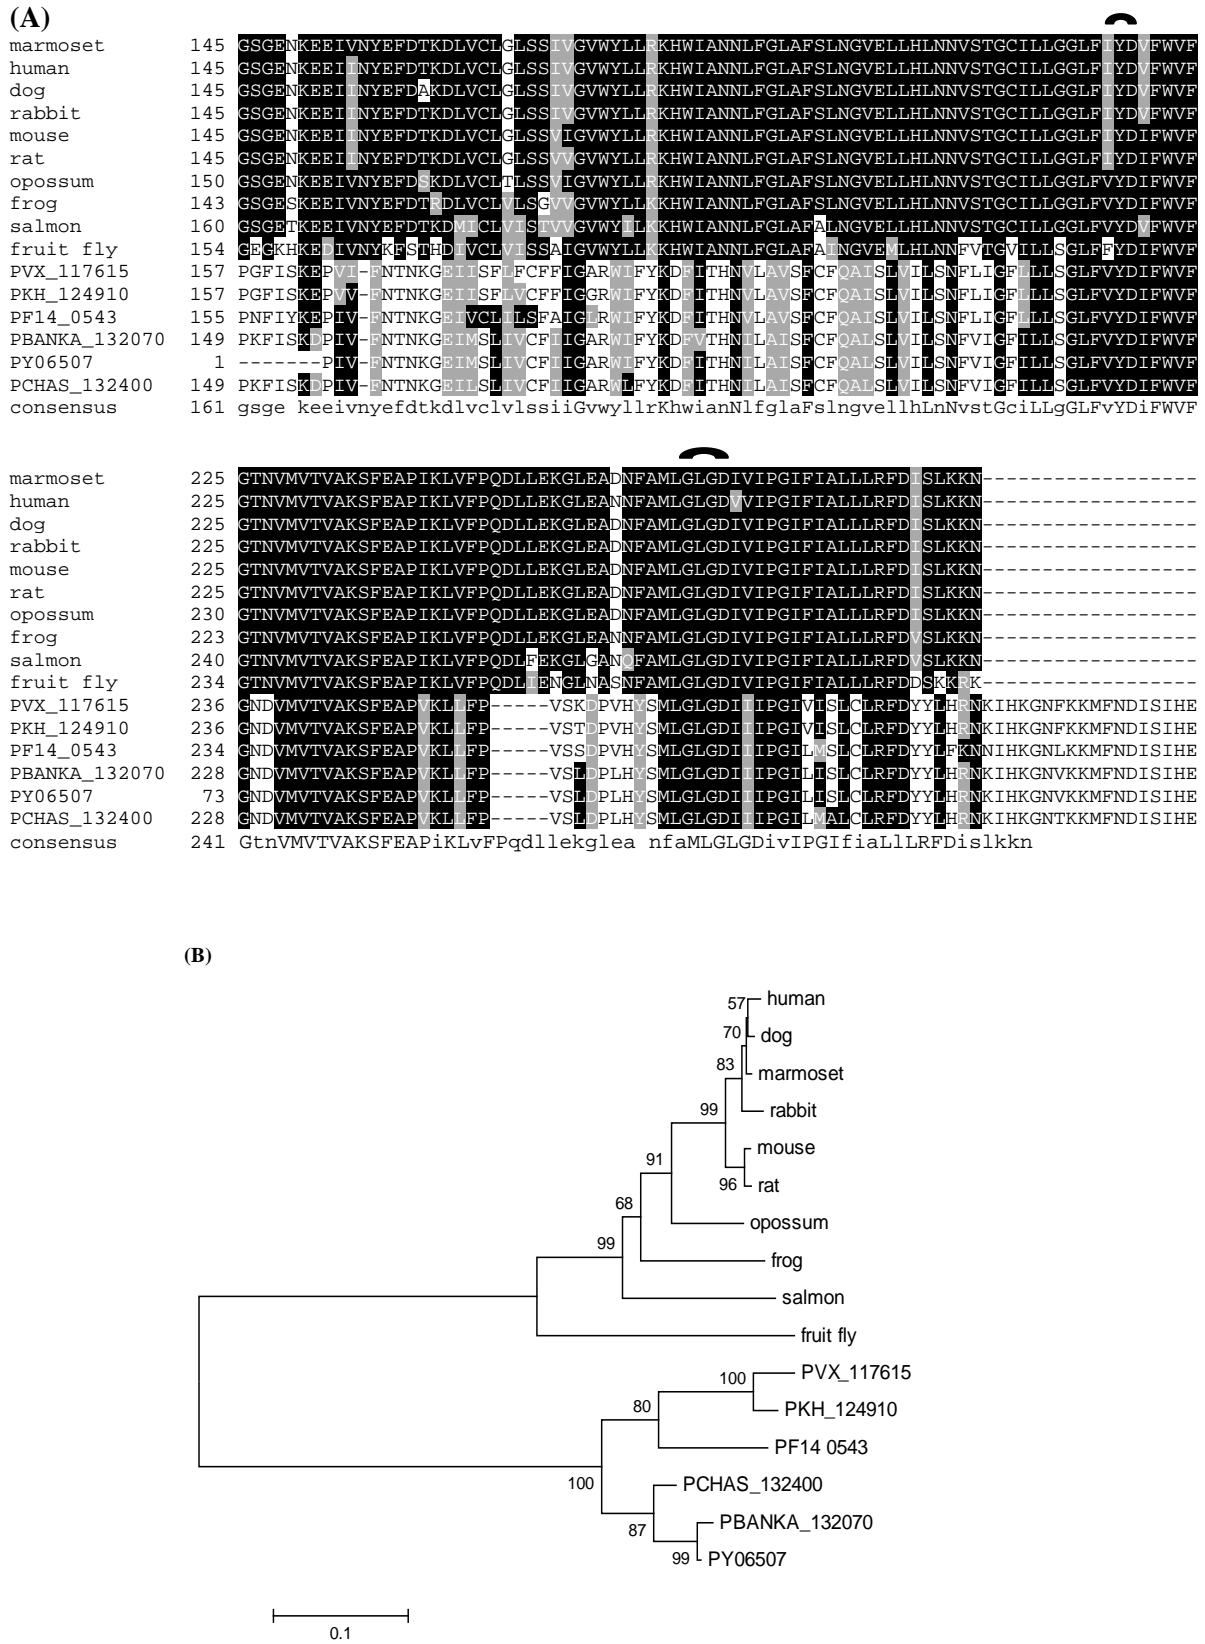 (A)
marmoset 145 GSGENKEEIVNYEFDTKDLVCLGLSSIVGVWYLLRKHWIANNLFGLAFSLNGVELLHLNNVSTGCILLGGLFIYDVFWVF
human 145 GSGENKEEIINYEFDTKDLVCLGLSSIVGVWYLLRKHWIANNLFGLAFSLNGVELLHLNNVSTGCILLGGLFIYDVFWVF
dog 145 GSGENKEEIINYEFDAKDLVCLGLSSIVGVWYLLRKHWIANNLFGLAFSLNGVELLHLNNVSTGCILLGGLFIYDVFWVF
rabbit 145 GSGENKEEIINYEFDTKDLVCLGLSSIVGVWYLLRKHWIANNLFGLAFSLNGVELLHLNNVSTGCILLGGLFIYDVFWVF
mouse 145 GSGENKEEIINYEFDTKDLVCLGLSSVIGVWYLLRKHWIANNLFGLAFSLNGVELLHLNNVSTGCILLGGLFIYDIFWVF
rat 145 GSGENKEEIINYEFDTKDLVCLGLSSVVGVWYLLRKHWIANNLFGLAFSLNGVELLHLNNVSTGCILLGGLFIYDIFWVF
opossum 150 GSGENKEEIVNYEFDSKDLVCLTLSSVIGVWYLLRKHWIANNLFGLAFSLNGVELLHLNNVSTGCILLGGLFVYDIFWVF
frog 143 GSGESKEEIVNYEFDTRDLVCLVLSGVVGVWYLLKKHWIANNLFGLAFSLNGVELLHLNNVSTGCILLGGLFVYDIFWVF
salmon 160 GSGETKEEIVNYEFDTKDMICLVISTVVGVWYILKKHWIANNLFGLAFALNGVELLHLNNVSTGCILLGGLFVYDVFWVF
fruit fly 154 GEGKHKEDIVNYKFSTHDIVCLVISSAIGVWYLLKKHWIANNLFGLAFAINGVEMLHLNNFVTGVILLSGLFFYDIFWVF
PVX_117615 157 PGFISKEPVI-FNTNKGEIISFLFCFFIGARWIFYKDFITHNVLAVSFCFQAISLVILSNFLIGFLLLSGLFVYDIFWVF
PKH_124910 157 PGFISKEPVV-FNTNKGEIISFLVCFFIGGRWIFYKDFITHNVLAVSFCFQAISLVILSNFLIGFLLLSGLFVYDIFWVF
PF14_0543 155 PNFIYKEPIV-FNTNKGEIVCLILSFAIGLRWIFYKDFITHNVLAVSFCFQAISLVILSNFLIGFLLLSGLFVYDIFWVF
PBANKA_132070 149 PKFISKDPIV-FNTNKGEIMSLIVCFIIGARWIFYKDFVTHNILAISFCFQALSLVILSNFVIGFILLSGLFVYDIFWVF
PY06507 1 -------PIV-FNTNKGEIMSLIVCFIIGARWIFYKDFITHNILAISFCFQALSLVILSNFVIGFILLSGLFVYDIFWVF
PCHAS_132400 149 PKFISKDPIV-FNTNKGEILSLIVCFIIGARWLFYKDFITHNILAISFCFQALSLVILSNFVIGFILLSGLFVYDIFWVF
consensus 161 gsge keeivnyefdtkdlvclvlssiiGvwyllrKhwianNlfglaFslngvellhLnNvstGciLLgGLFvYDiFWVF
marmoset 225 GTNVMVTVAKSFEAPIKLVFPQDLLEKGLEADNFAMLGLGDIVIPGIFIALLLRFDISLKKN------------------
human 225 GTNVMVTVAKSFEAPIKLVFPQDLLEKGLEANNFAMLGLGDVVIPGIFIALLLRFDISLKKN------------------
dog 225 GTNVMVTVAKSFEAPIKLVFPQDLLEKGLEADNFAMLGLGDIVIPGIFIALLLRFDISLKKN------------------
rabbit 225 GTNVMVTVAKSFEAPIKLVFPQDLLEKGLEADNFAMLGLGDIVIPGIFIALLLRFDISLKKN------------------
mouse 225 GTNVMVTVAKSFEAPIKLVFPQDLLEKGLEADNFAMLGLGDIVIPGIFIALLLRFDISLKKN------------------
rat 225 GTNVMVTVAKSFEAPIKLVFPQDLLEKGLEADNFAMLGLGDIVIPGIFIALLLRFDISLKKN------------------
opossum 230 GTNVMVTVAKSFEAPIKLVFPQDLLEKGLEADNFAMLGLGDIVIPGIFIALLLRFDISLKKN------------------
frog 223 GTNVMVTVAKSFEAPIKLVFPQDLLEKGLEANNFAMLGLGDIVIPGIFIALLLRFDVSLKKN------------------
salmon 240 GTNVMVTVAKSFEAPIKLVFPQDLFEKGLGANQFAMLGLGDIVIPGIFIALLLRFDVSLKKN------------------
fruit fly 234 GTNVMVTVAKSFEAPIKLVFPQDLIENGLNASNFAMLGLGDIVIPGIFIALLLRFDDSKKRK------------------
PVX_117615 236 GNDVMVTVAKSFEAPVKLLFP-----VSKDPVHYSMLGLGDIIIPGIVISLCLRFDYYLHRNKIHKGNFKKMFNDISIHE
PKH_124910 236 GNDVMVTVAKSFEAPVKLLFP-----VSTDPVHYSMLGLGDIIIPGIVISLCLRFDYYLHRNKIHKGNFKKMFNDISIHE
PF14_0543 234 GNDVMVTVAKSFEAPVKLLFP-----VSSDPVHYSMLGLGDIIIPGILMSLCLRFDYYLFKNNIHKGNLKKMFNDISIHE
PBANKA_132070 228 GNDVMVTVAKSFEAPVKLLFP-----VSLDPLHYSMLGLGDIIIPGILISLCLRFDYYLHRNKIHKGNVKKMFNDISIHE
PY06507 73 GNDVMVTVAKSFEAPVKLLFP-----VSLDPLHYSMLGLGDIIIPGILISLCLRFDYYLHRNKIHKGNVKKMFNDISIHE
PCHAS_132400 228 GNDVMVTVAKSFEAPVKLLFP-----VSLDPLHYSMLGLGDIIIPGILMALCLRFDYYLHRNKIHKGNTKKMFNDISIHE
consensus 241 GtnVMVTVAKSFEAPiKLvFPqdllekglea nfaMLGLGDivIPGIfiaLlLRFDislkkn
(B)
57 human
70 dog
83 marmoset
rabbit
99
mouse
91
96 rat
68
opossum
99
frog
salmon
fruit fly
PVX_117615
100
PKH_124910
80
PF14 0543
100
PCHAS_132400
87
PBANKA_132070
99 PY06507
0.1